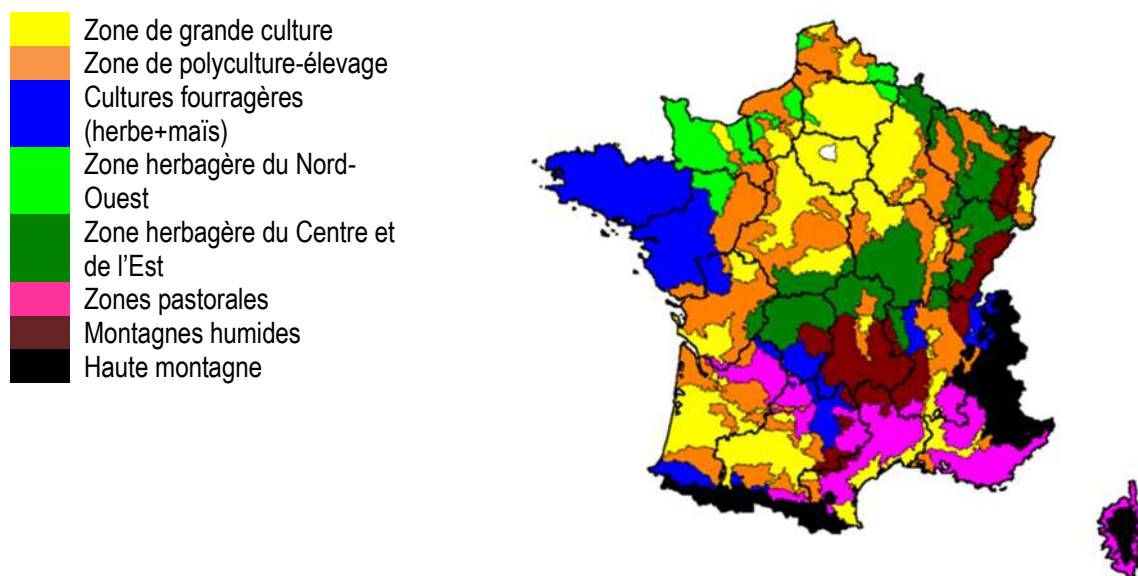 Zone de grande culture
Zone de polyculture-élevage
Cultures fourragères
(herbe+maïs)
Zone herbagère du Nord-
Ouest
Zone herbagère du Centre et
de l’Est
Zones pastorales
Montagnes humides
Haute montagne